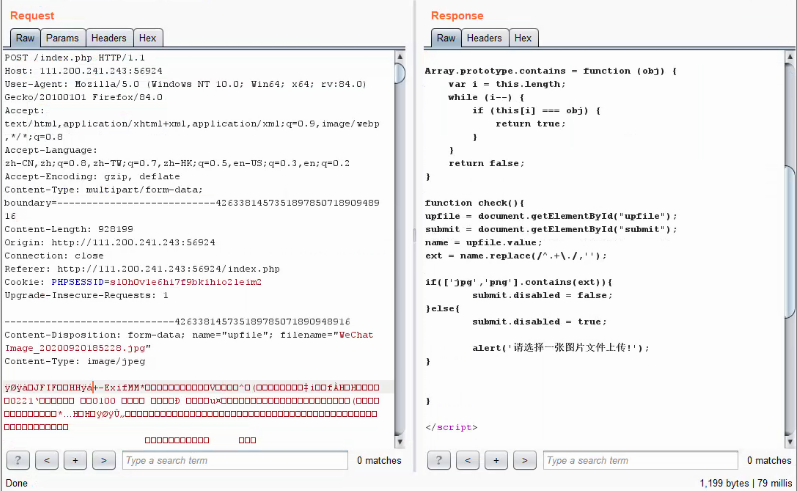 Request
Raw Params Headers Hex
POST /index.php HTTP/1.1
Host: 111.200.241.243:56924
User-Agent: Mozilla/5.0 (Windows NT 10.0; Win64; x64; rv:84.0)
Gecko/20100101 Firefox/84.0
Accept:
text/html,application/xhtml+xml,application/xml;q=0.9,image/webp
,*/*;q=0.8
Accept-Language:
zh-CN,zh;q=0.8,zh-TW;q=0.7,zh-HK;q=0.5,en-US;q=0.3,en;q=0.2
Accept-Encoding: gzip, deflate
Content-Type: multipart/form-data;
boundary=---------------------------4263381457351897850718909489
16
Content-Length: 928199
Origin: http://111.200.241.243:56924
Connection: close
Referer: http://111.200.241.243:56924/index.php
Cookie:
Upgrade-Insecure-Requests: 1
-----------------------------426338145735189785071890948916
Content-Disposition: form-data; name="upfile"; filename="WeChat
Image_20200920185228.jpg"
Content-Type: image/jpeg
? < + > Type a search term 0 matches
Done
Response
Raw Headers Hex
Array.prototype.contains = function (obj) {
var i = this.length;
while (i--) {
if (this[i] === obj) {
return true;
}
}
return false;
}
function check(){
upfile = document.getElementById("upfile");
submit = document.getElementById("submit");
name = upfile.value;
ext = name.replace(/^.+\./,'');
if(['jpg','png'].contains(ext)){
submit.disabled = false;
}else{
submit.disabled = true;
alert('请选择一张图片文件上传!');
}
}
</script>
? < + > Type a search term 0 matches
1,199 bytes | 79 millis